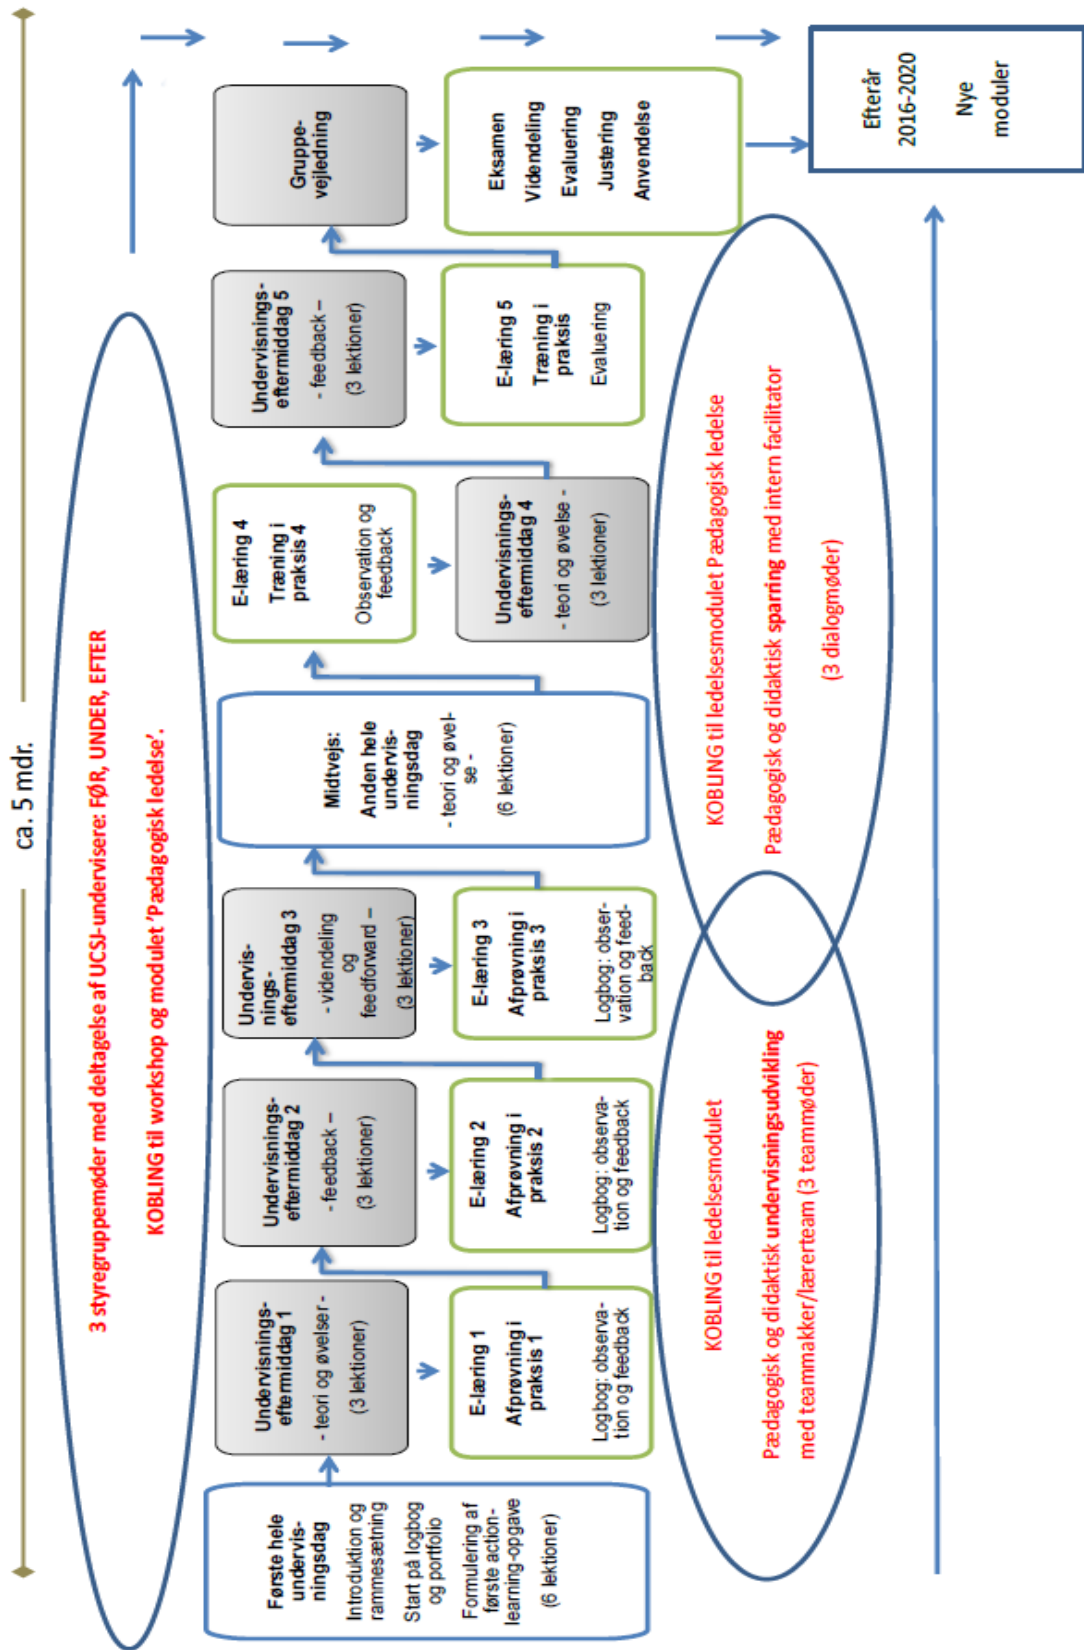 ca. 5 mdr.
3 styregruppemøder med deltagelse af UCSJ-undervisere: FØR, UNDER, EFTER
KOBLING til workshop og modulet ’Pædagogisk ledelse’.
Første hele
undervis-
ningsdag
Introduktion og
rammesætning
Start på logbog
og portfolio
Formulering af
første action-
learning-opgave
(6 lektioner)
Undervisnings-
eftermiddag 1
- teori og øvelser -
(3 lektioner)
E-læring 1
Afprøvning i
praksis 1
Logbog: observa-
tion og feedback
Undervisnings-
eftermiddag 2
- feedback –
(3 lektioner)
E-læring 2
Afprøvning i
praksis 2
Logbog: observa-
tion og feedback
Undervis-
nings-
eftermiddag 3
- videndeling
og
feedforward –
(3 lektioner)
E-læring 3
Afprøvning i
praksis 3
Logbog: obser-
vation og feed-
back
Midtvejs:
Anden hele
undervis-
ningsdag
- teori og øvel-
se -
(6 lektioner)
E-læring 4
Træning i
praksis 4
Observation og
feedback
Undervisnings-
eftermiddag 4
- teori og øvelse -
(3 lektioner)
Undervisnings-
eftermiddag 5
- feedback –
(3 lektioner)
E-læring 5
Træning i
praksis
Evaluering
Gruppe-
vejledning
Eksamen
Videndeling
Evaluering
Justering
Anvendelse
KOBLING til ledelsesmodulet
Pædagogisk og didaktisk undervisningsudvikling
med teammakker/lærerteam (3 teammøder)
KOBLING til ledelsesmodulet Pædagogisk ledelse
Pædagogisk og didaktisk sparring med intern facilitator
(3 dialogmøder)
Efterår
2016-2020
Nye
moduler